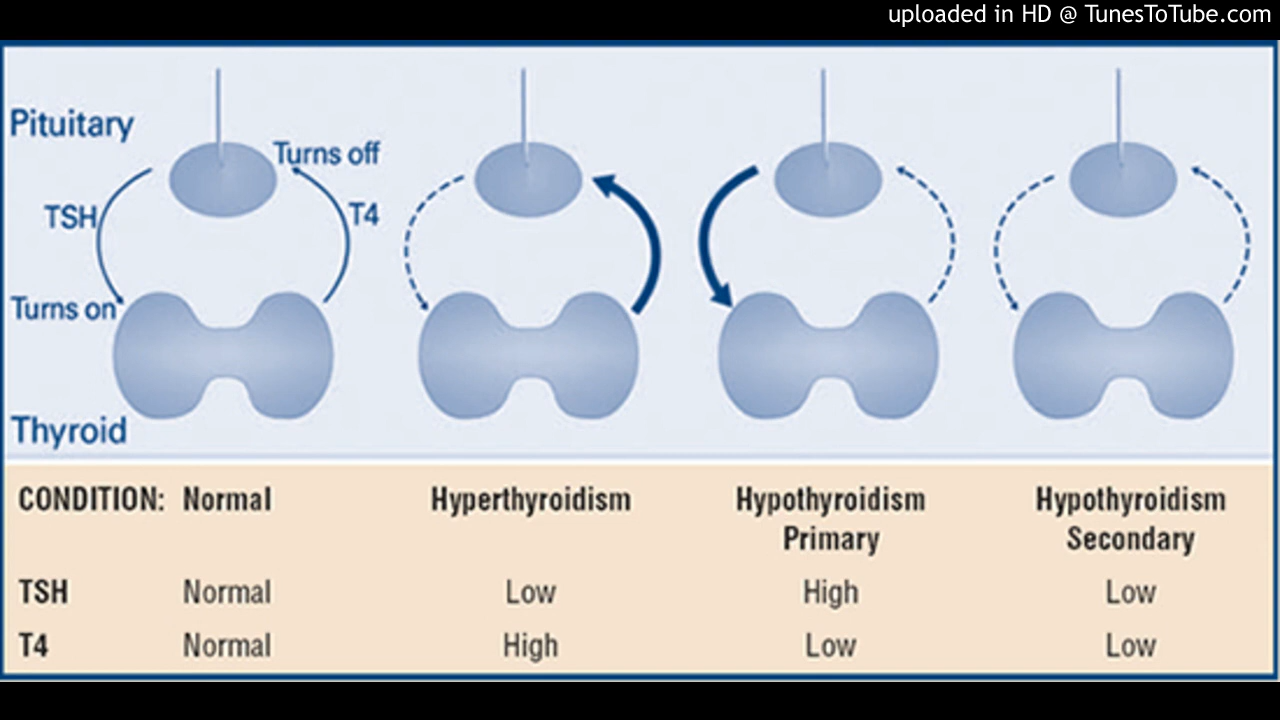 uploaded in HD @ TunesToTube.com
Pituitary
Turns off
TSH
T4
Turns on
Thyroid
CONDITION: Normal Hyperthyroidism Hypothyroidism Hypothyroidism
Primary Secondary
TSH Normal Low High Low
T4 Normal High Low Low